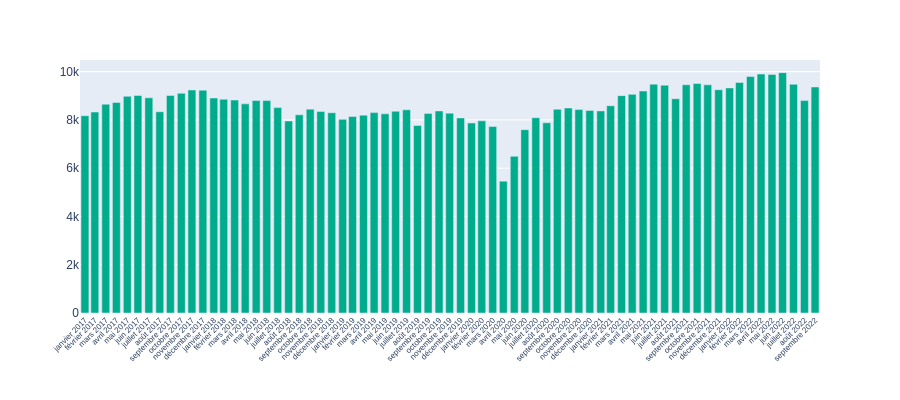 10k
8k
6k
4k
2k
0
janvier 2017
février 2017
mars 2017
avril 2017
mai 2017
juin 2017
juillet 2017
août 2017
septembre 2017
octobre 2017
novembre 2017
décembre 2017
janvier 2018
février 2018
mars 2018
avril 2018
mai 2018
juin 2018
juillet 2018
août 2018
septembre 2018
octobre 2018
novembre 2018
décembre 2018
janvier 2019
février 2019
mars 2019
avril 2019
mai 2019
juin 2019
juillet 2019
août 2019
septembre 2019
octobre 2019
novembre 2019
décembre 2019
janvier 2020
février 2020
mars 2020
avril 2020
mai 2020
juin 2020
juillet 2020
août 2020
septembre 2020
octobre 2020
novembre 2020
décembre 2020
janvier 2021
février 2021
mars 2021
avril 2021
mai 2021
juin 2021
juillet 2021
août 2021
septembre 2021
octobre 2021
novembre 2021
décembre 2021
janvier 2022
février 2022
mars 2022
avril 2022
mai 2022
juin 2022
juillet 2022
août 2022
septembre 2022